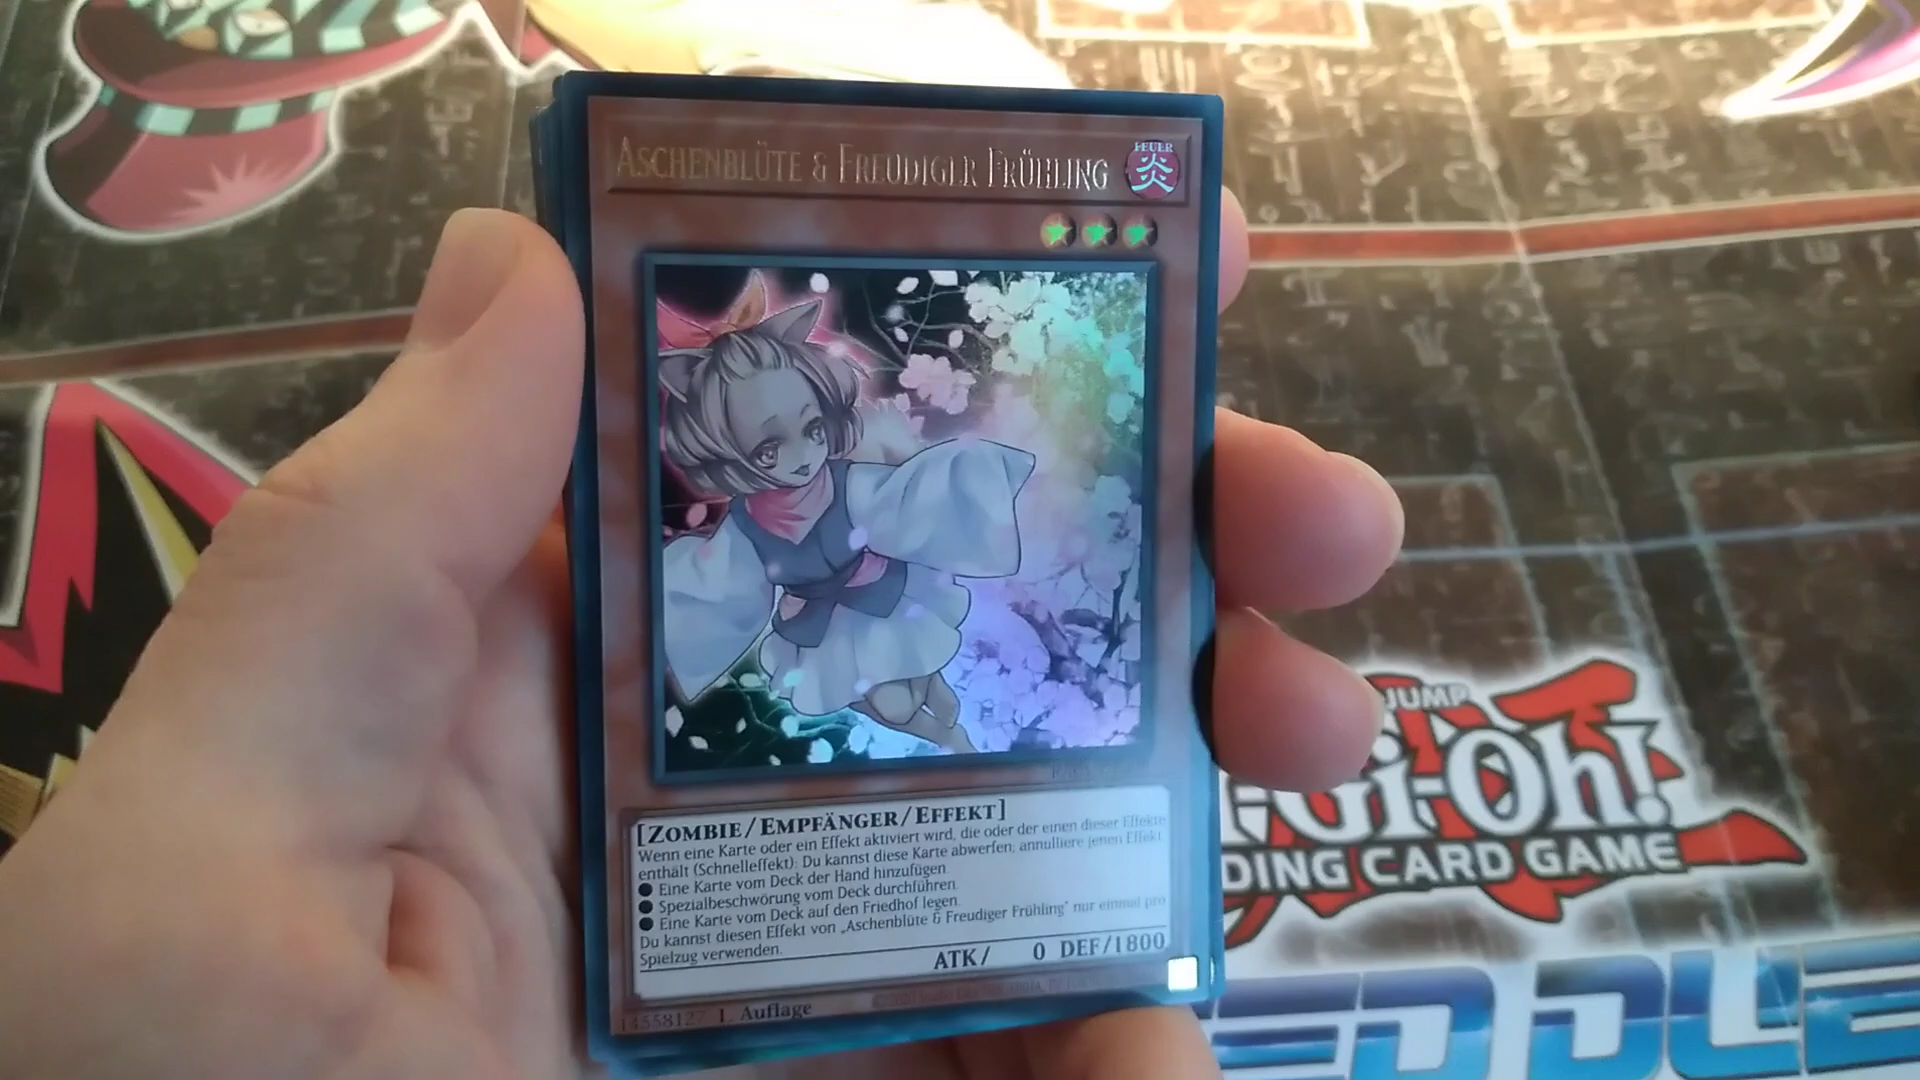 Aschenblüte & Freudiger Frühling
FEUER
炎
[Zombie/Empfänger/Effekt]
Wenn eine Karte oder ein Effekt aktiviert wird, die oder der einen dieser Effekte
enthält (Schnelleffekt): Du kannst diese Karte abwerfen; annulliere jenen Effekt.
● Eine Karte vom Deck der Hand hinzufügen.
● Spezialbeschwörung vom Deck durchführen.
● Eine Karte vom Deck auf den Friedhof legen.
Du kannst diesen Effekt von „Aschenblüte & Freudiger Frühling" nur einmal pro
Spielzug verwenden.
ATK/ 0 DEF/1800
14558127 1. Auflage
JUMP
Gi-Oh!
DING CARD GAME